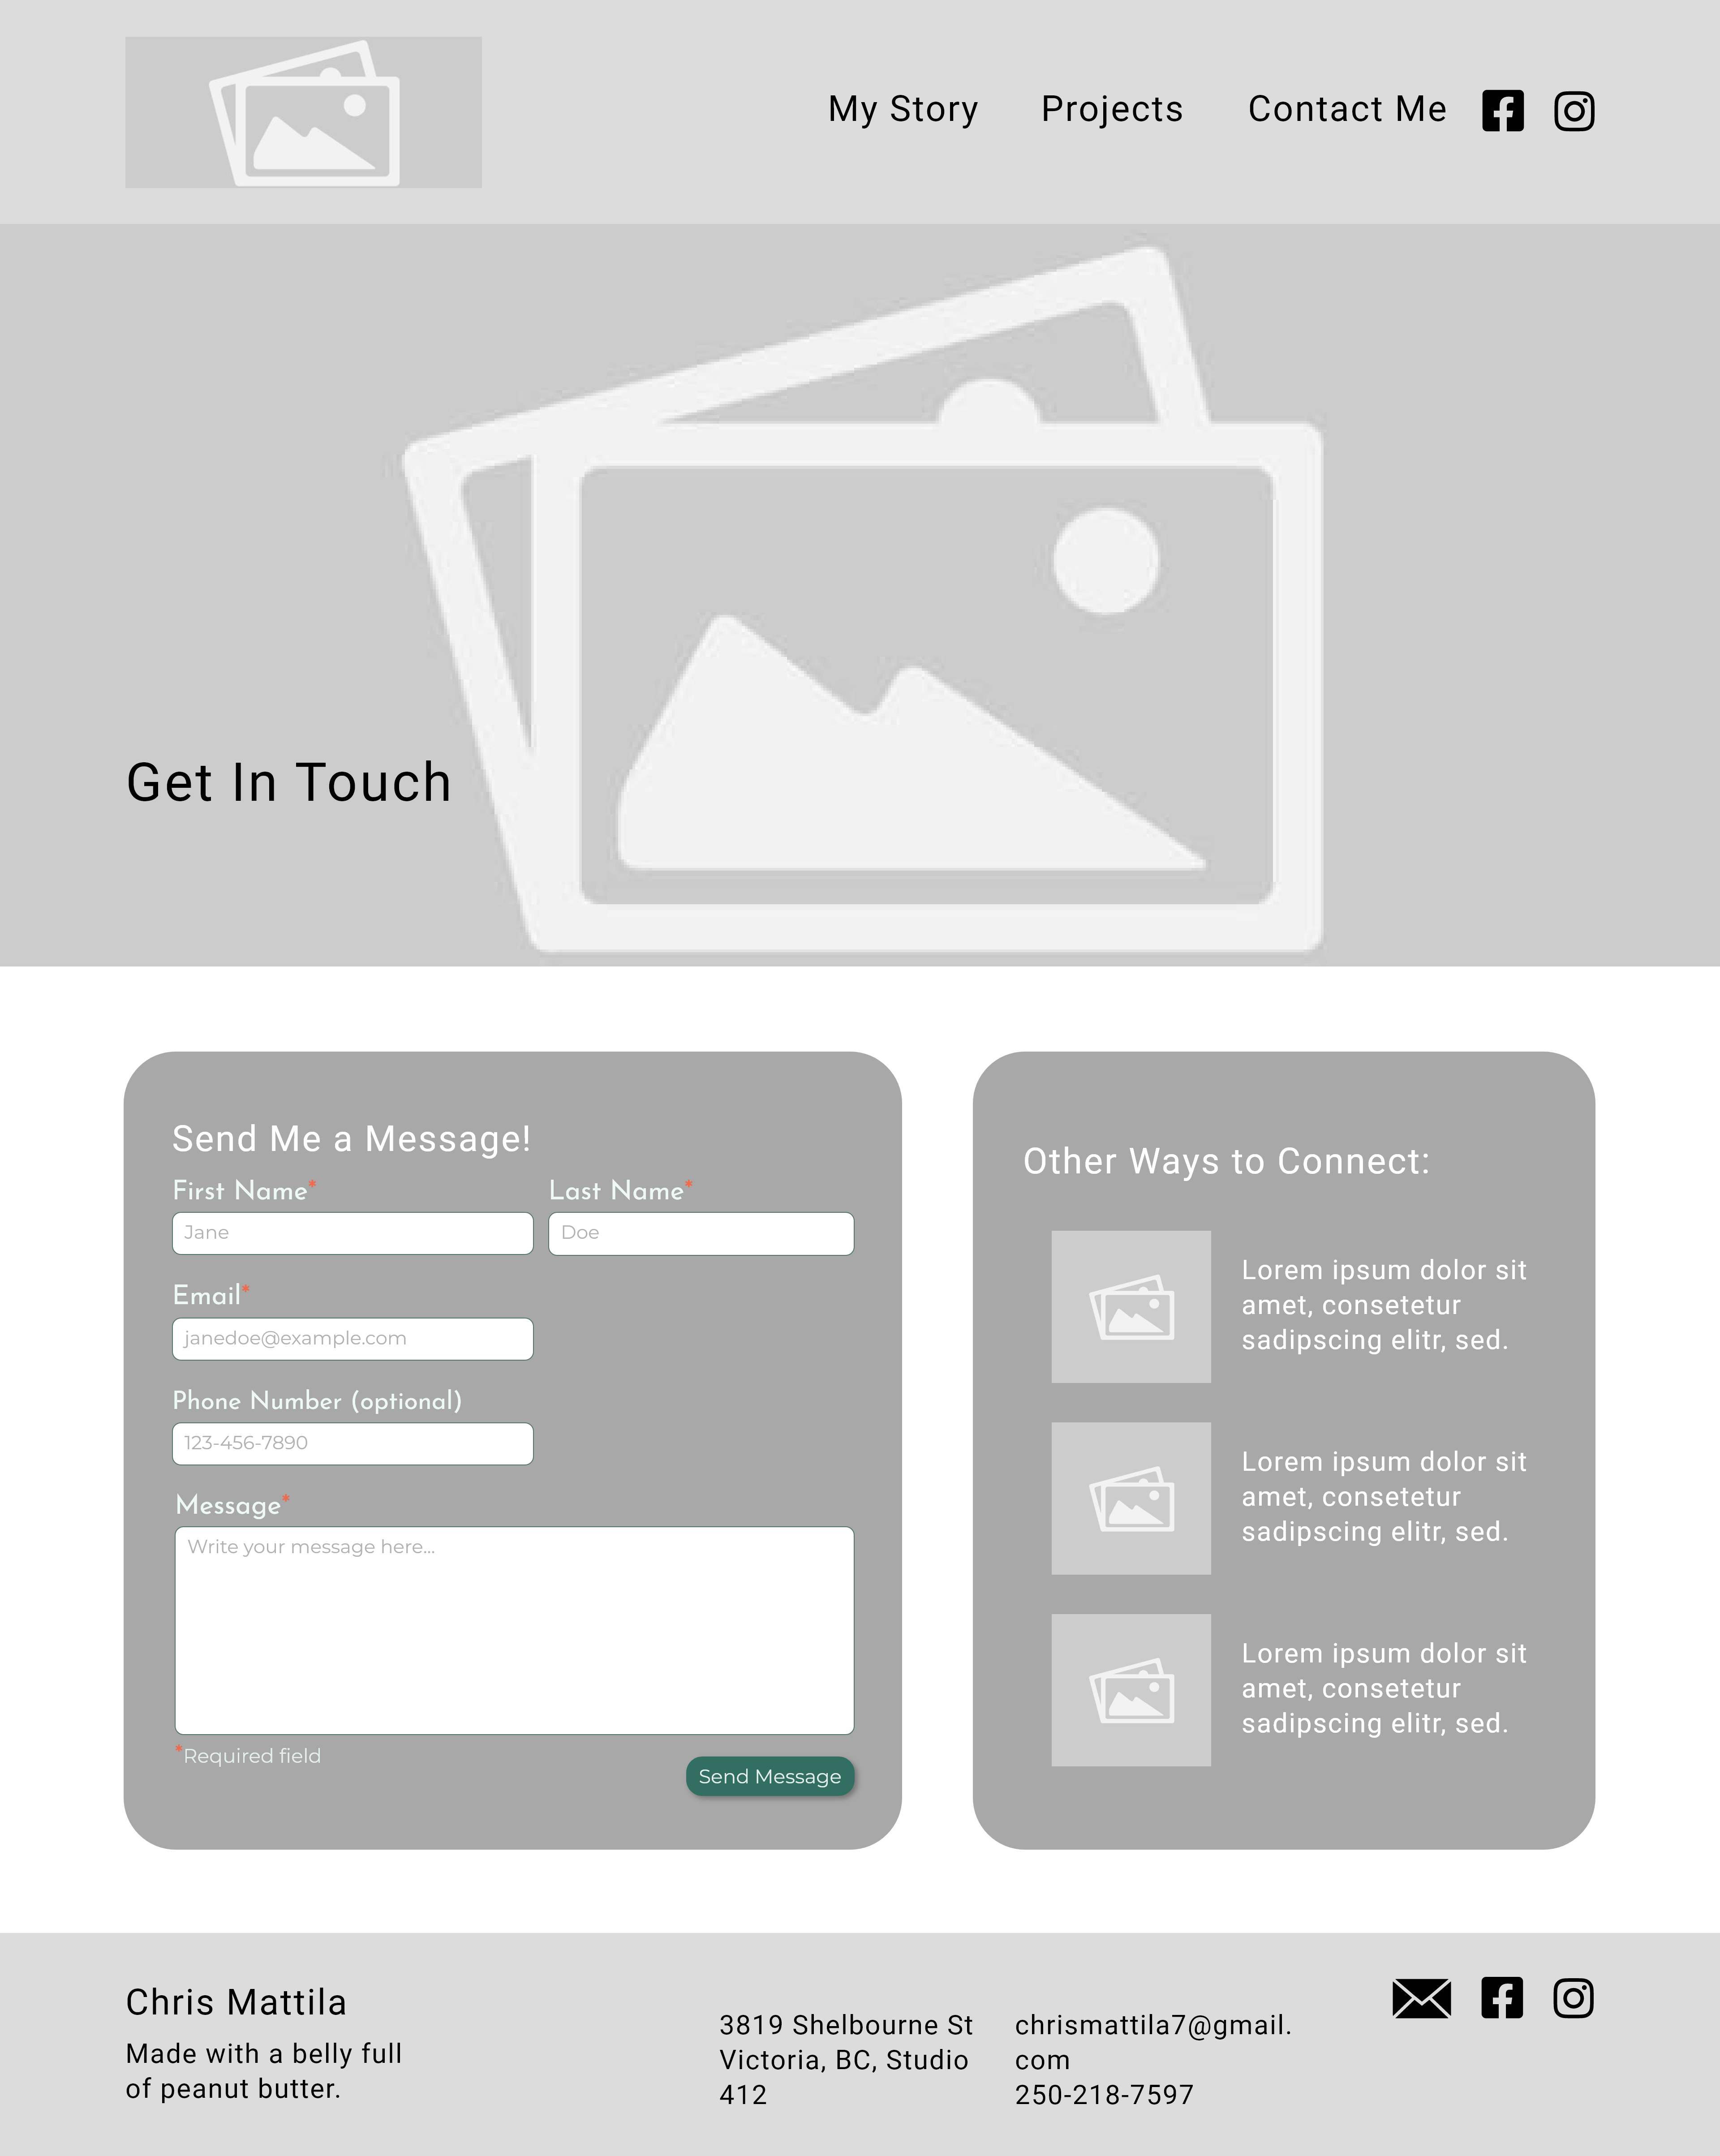 My Story Projects Contact Me
Get In Touch
Send Me a Message!
First Name* Last Name*
Jane Doe
Email*
janedoe@example.com
Phone Number (optional)
123-456-7890
Message*
Write your message here...
*Required field
Send Message
Other Ways to Connect:
Lorem ipsum dolor sit
amet, consetetur
sadipscing elitr, sed.
Lorem ipsum dolor sit
amet, consetetur
sadipscing elitr, sed.
Lorem ipsum dolor sit
amet, consetetur
sadipscing elitr, sed.
Chris Mattila
Made with a belly full
of peanut butter.
3819 Shelbourne St
Victoria, BC, Studio
412
chrismattila7@gmail.
com
250-218-7597